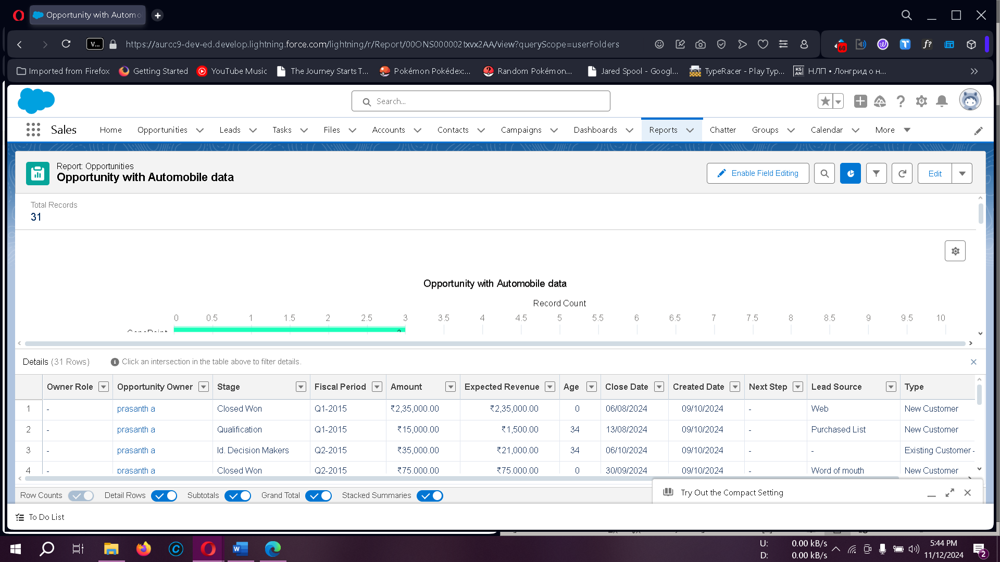 Opportunity with Autom
V...
https://aurcc9-dev-ed.develop.lightning.force.com/lightning/r/Report/00ONS000002txvx2AA/view?queryScope=userFolders
60
f?
Imported from Firefox
Getting Started
YouTube Music
The Journey Starts T...
Pokémon Pokédex:...
Random Pokémon...
Jared Spool - Googl...
TypeRacer - Play Typ...
KS
AN|
НЛП • Лонгрид о н...
Search...
Sales
Home
Opportunities
Leads
Tasks
Files
Accounts
Contacts
Campaigns
Dashboards
Reports
Chatter
Groups
Calendar
More
Report: Opportunities
Opportunity with Automobile data
Enable Field Editing
Edit
Total Records
31
Opportunity with Automobile data
Record Count
0 0.5 1 1.5 2 2.5 3 3.5 4 4.5 5 5.5 6 6.5 7 7.5 8 8.5 9 9.5 10
GenePoint
3
Details (31 Rows)
Click an intersection in the table above to filter details.
Owner Role Opportunity Owner Stage Fiscal Period Amount Expected Revenue Age Close Date Created Date Next Step Lead Source Type
1 - prasanth a Closed Won Q1-2015 ₹2,35,000.00 ₹2,35,000.00 0 06/08/2024 09/10/2024 - Web New Customer
2 - prasanth a Qualification Q1-2015 ₹15,000.00 ₹1,500.00 34 13/08/2024 09/10/2024 - Purchased List New Customer
3 - prasanth a Id. Decision Makers Q2-2015 ₹35,000.00 ₹21,000.00 34 06/10/2024 09/10/2024 - - Existing Customer -
4 - prasanth a Closed Won Q2-2015 ₹75,000.00 ₹75,000.00 0 30/09/2024 09/10/2024 - Word of mouth New Customer
Row Counts
Detail Rows
Subtotals
Grand Total
Stacked Summaries
Try Out the Compact Setting
To Do List
U: 0.00 kB/s
D: 0.00 kB/s
5:44 PM
11/12/2024
2